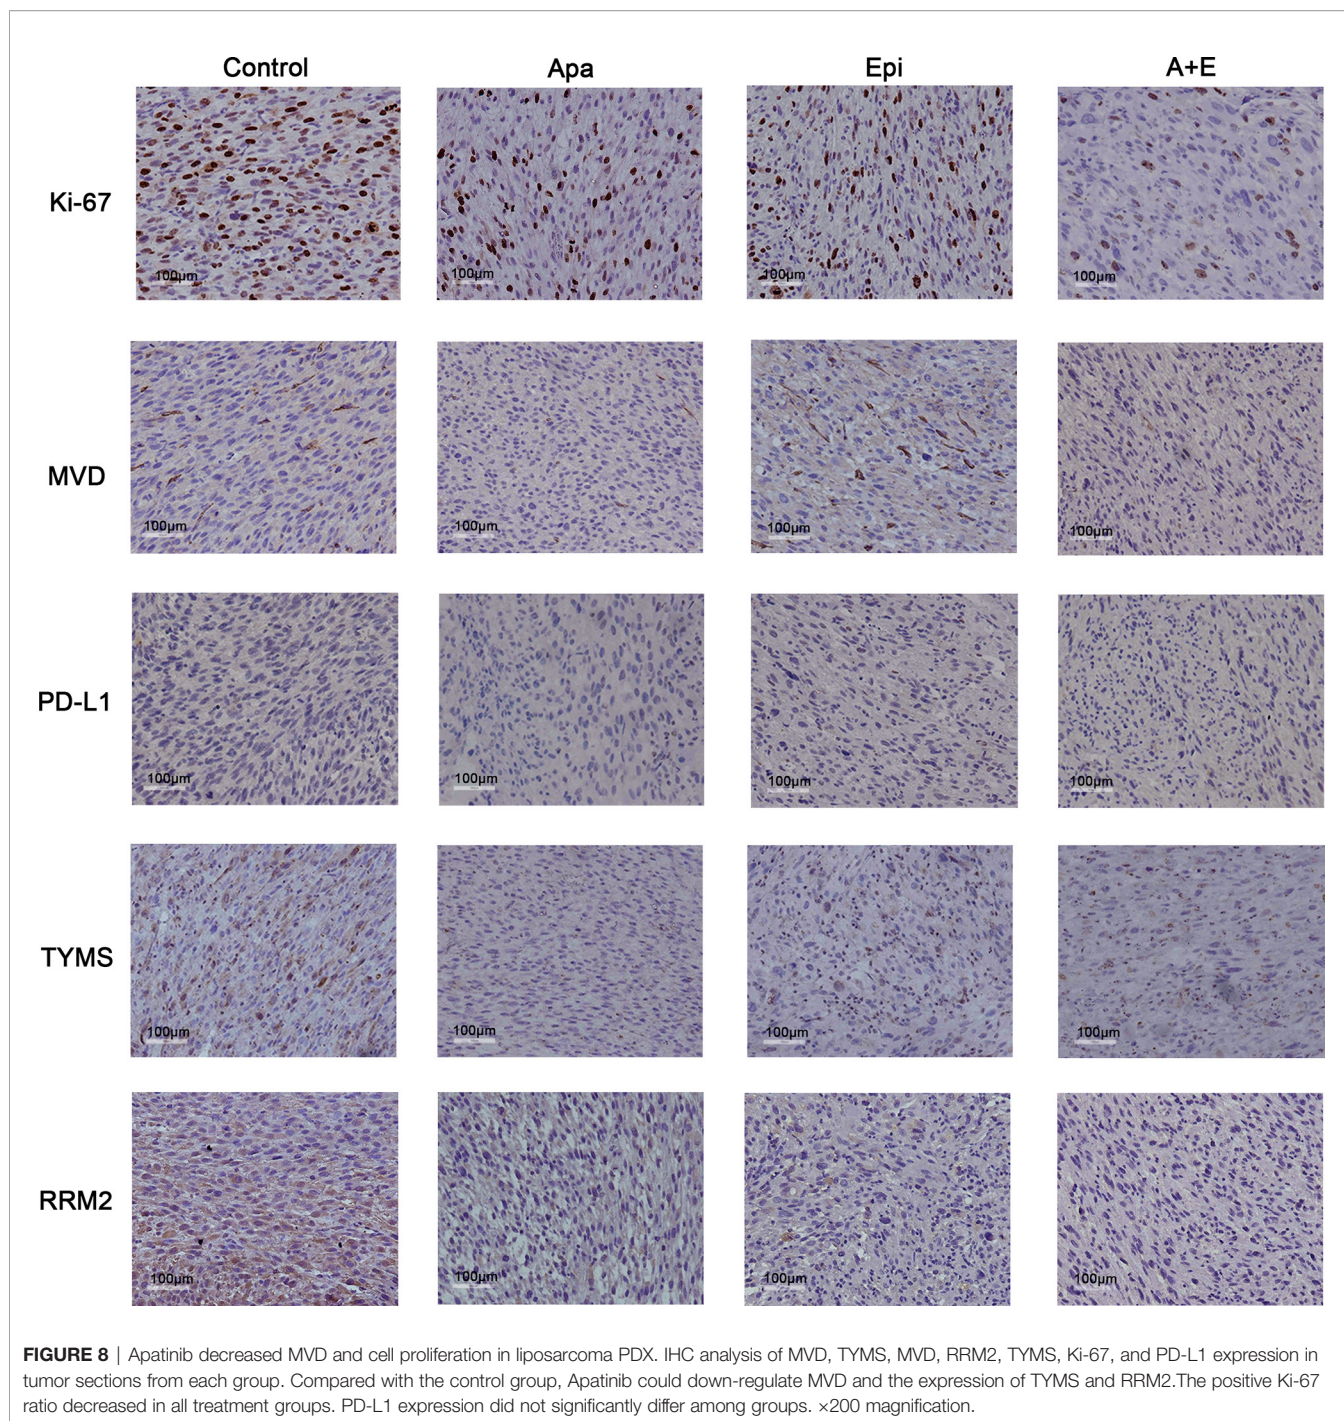 Control Apa Epi A+E
Ki-67
100µm 100µm 100µm 100µm
MVD
100µm 100µm 100µm 100µm
PD-L1
100µm 100µm 100µm 100µm
TYMS
100µm 100µm 100µm 100µm
RRM2
100µm 100µm 100µm 100µm
FIGURE 8 | Apatinib decreased MVD and cell proliferation in liposarcoma PDX. IHC analysis of MVD, TYMS, MVD, RRM2, TYMS, Ki-67, and PD-L1 expression in
tumor sections from each group. Compared with the control group, Apatinib could down-regulate MVD and the expression of TYMS and RRM2.The positive Ki-67
ratio decreased in all treatment groups. PD-L1 expression did not significantly differ among groups. ×200 magnification.